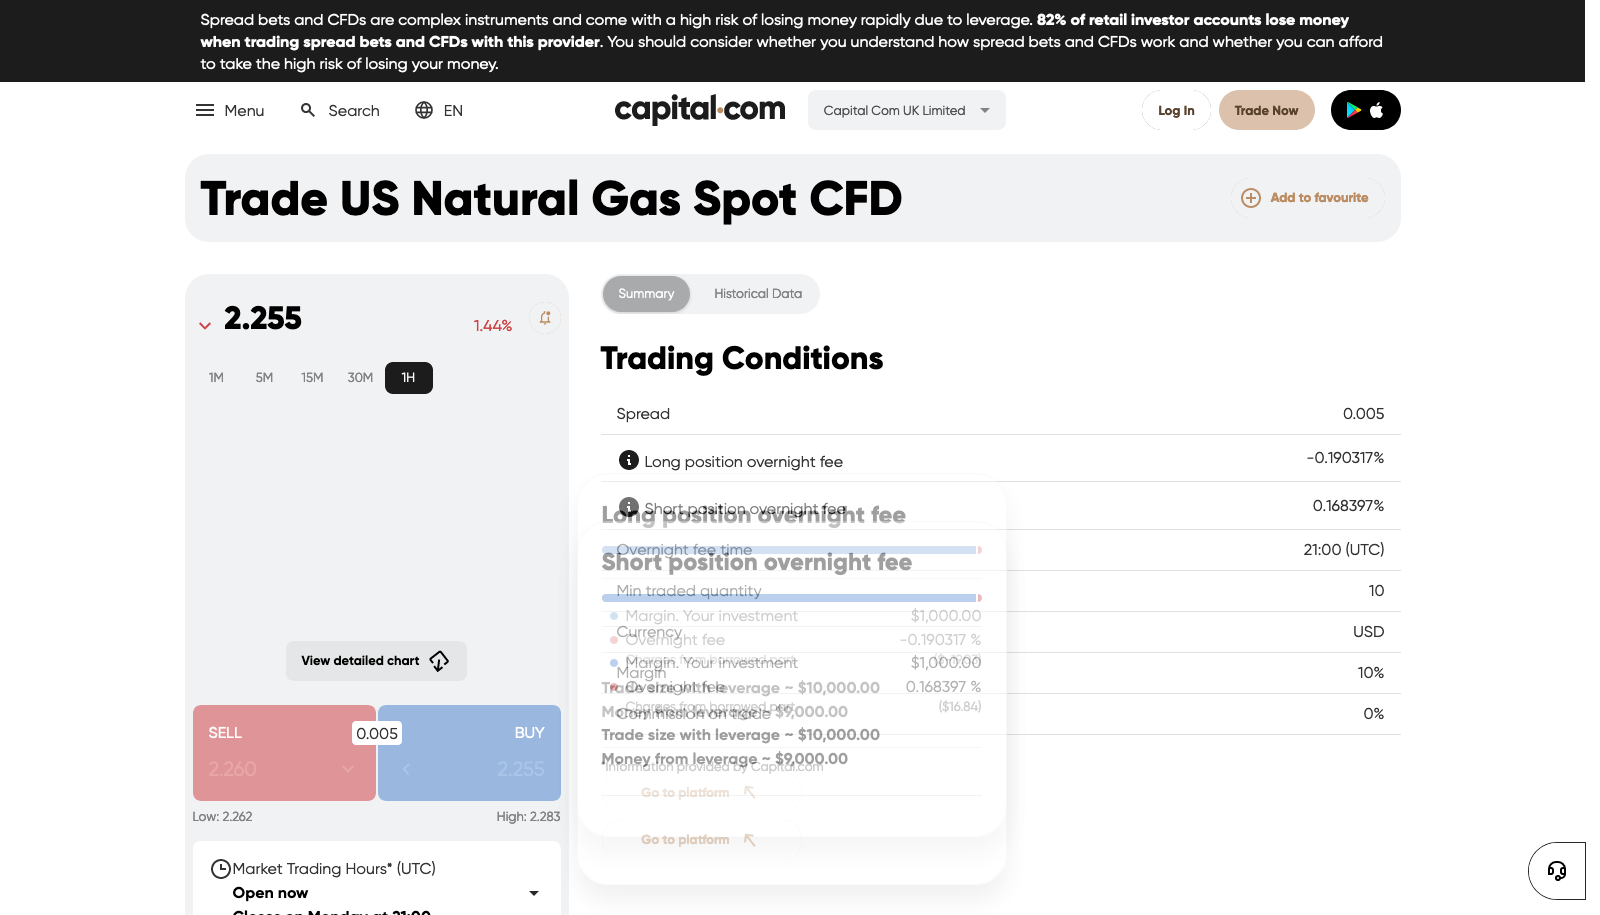 Spread bets and CFDs are complex instruments and come with a high risk of losing money rapidly due to leverage. 82% of retail investor accounts lose money
when trading spread bets and CFDs with this provider. You should consider whether you understand how spread bets and CFDs work and whether you can afford
to take the high risk of losing your money.
Menu
Search
EN
capital.com
Capital Com UK Limited
Log In
Trade Now
Trade US Natural Gas Spot CFD
Add to favourite
2.255
1.44%
1M 5M 15M 30M 1H
View detailed chart
SELL
0.005
BUY
2.260
2.255
Low: 2.262
High: 2.283
Market Trading Hours* (UTC)
Open now
Closes on Monday at 21:00
Summary
Historical Data
Trading Conditions
Spread 0.005
Long position overnight fee -0.190317%
Short position overnight fee 0.168397%
Overnight fee time 21:00 (UTC)
Min traded quantity 10
Currency USD
Margin 10%
Commission on trade 0%
Long position overnight fee
Margin. Your investment $1,000.00
Overnight fee -0.190317 %
Charges from borrowed part
Trade size with leverage ~ $10,000.00
Money from leverage ~ $9,000.00
Go to platform
Short position overnight fee
Margin. Your investment $1,000.00
Overnight fee 0.168397 %
Charges from borrowed part ($16.84)
Trade size with leverage ~ $10,000.00
Money from leverage ~ $9,000.00
Go to platform
*Information provided by Capital.com